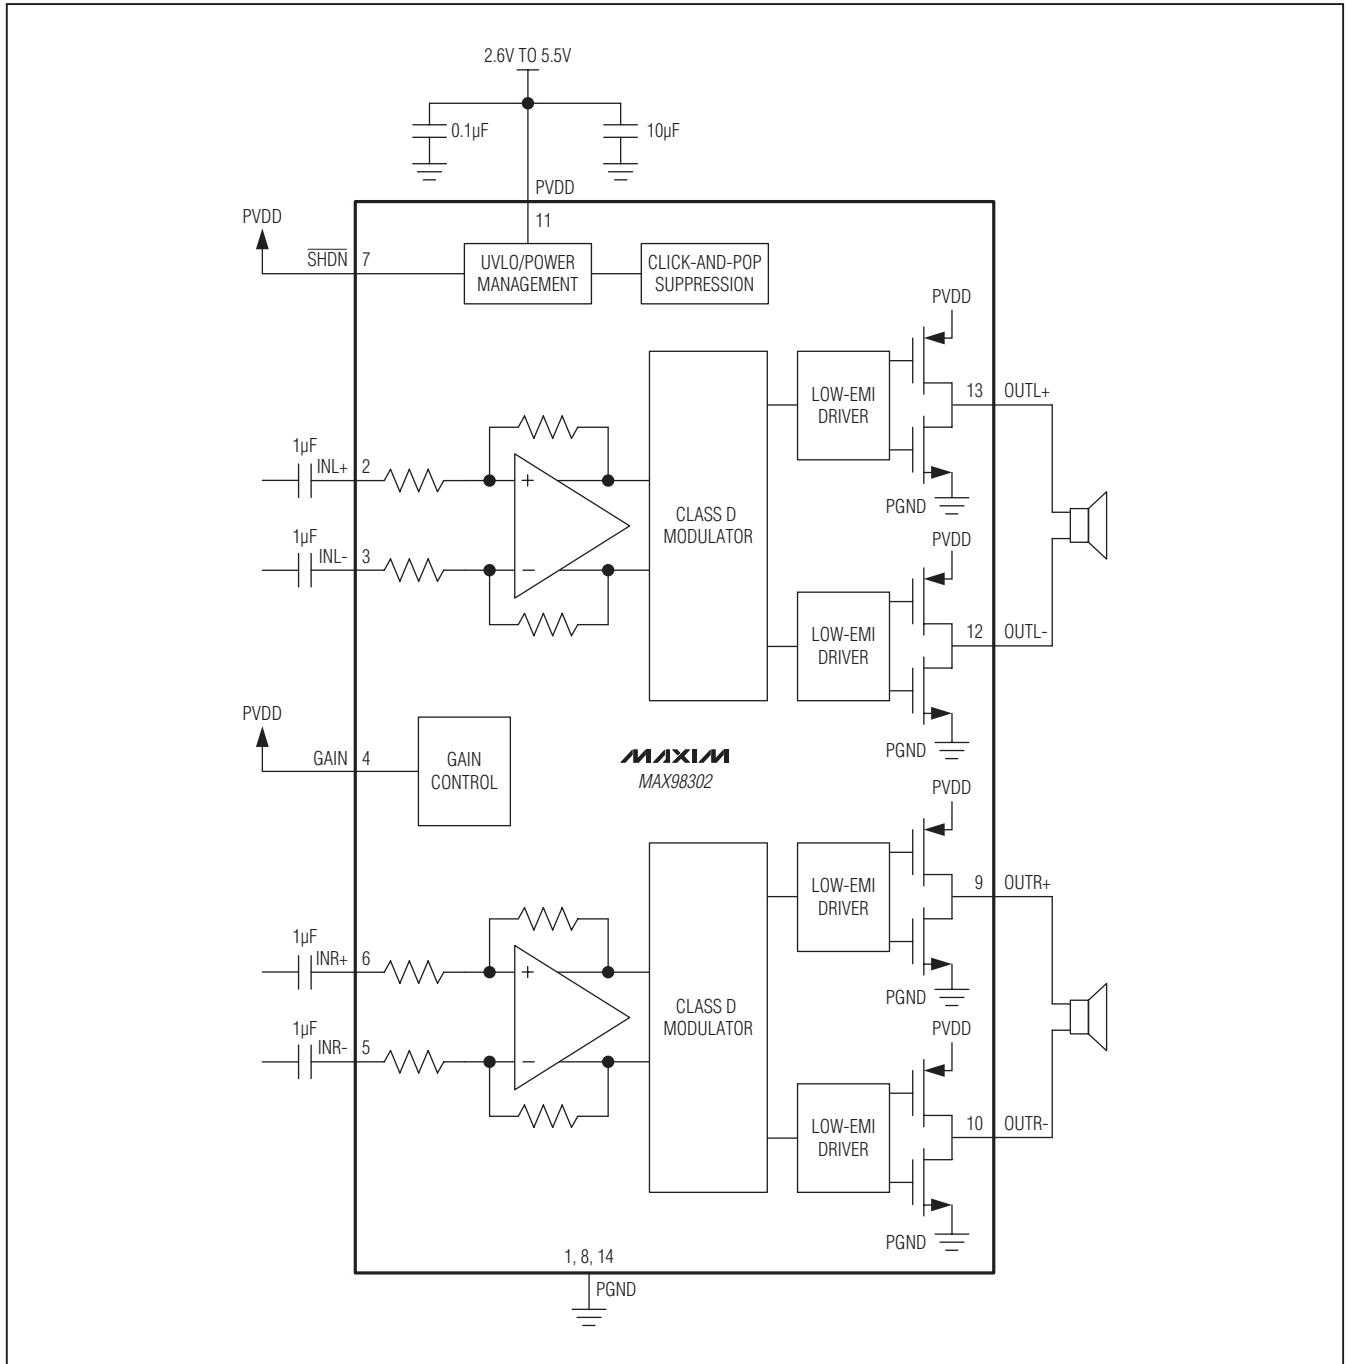 2.6V TO 5.5V
0.1µF
10µF
PVDD
11
PVDD
SHDN 7
UVLO/POWER
MANAGEMENT
CLICK-AND-POP
SUPPRESSION
PVDD
LOW-EMI
DRIVER
13 OUTL+
PGND
1µF
INL+ 2
+
1µF
INL- 3
−
CLASS D
MODULATOR
PVDD
LOW-EMI
DRIVER
12 OUTL-
PGND
PVDD
GAIN 4
GAIN
CONTROL
MAXIM
MAX98302
PVDD
LOW-EMI
DRIVER
9 OUTR+
PGND
1µF
INR+ 6
+
1µF
INR- 5
−
CLASS D
MODULATOR
PVDD
LOW-EMI
DRIVER
10 OUTR-
PGND
1, 8, 14
PGND